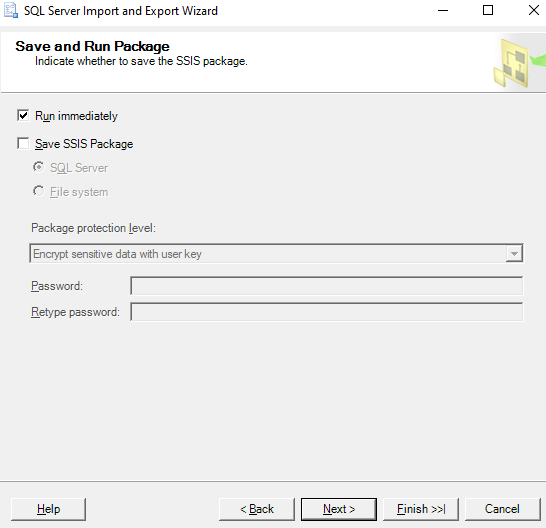 SQL Server Import and Export Wizard
Save and Run Package
Indicate whether to save the SSIS package.
Run immediately
Save SSIS Package
SQL Server
File system
Package protection level:
Encrypt sensitive data with user key
Password:
Retype password:
Help
< Back
Next >
Finish >>|
Cancel